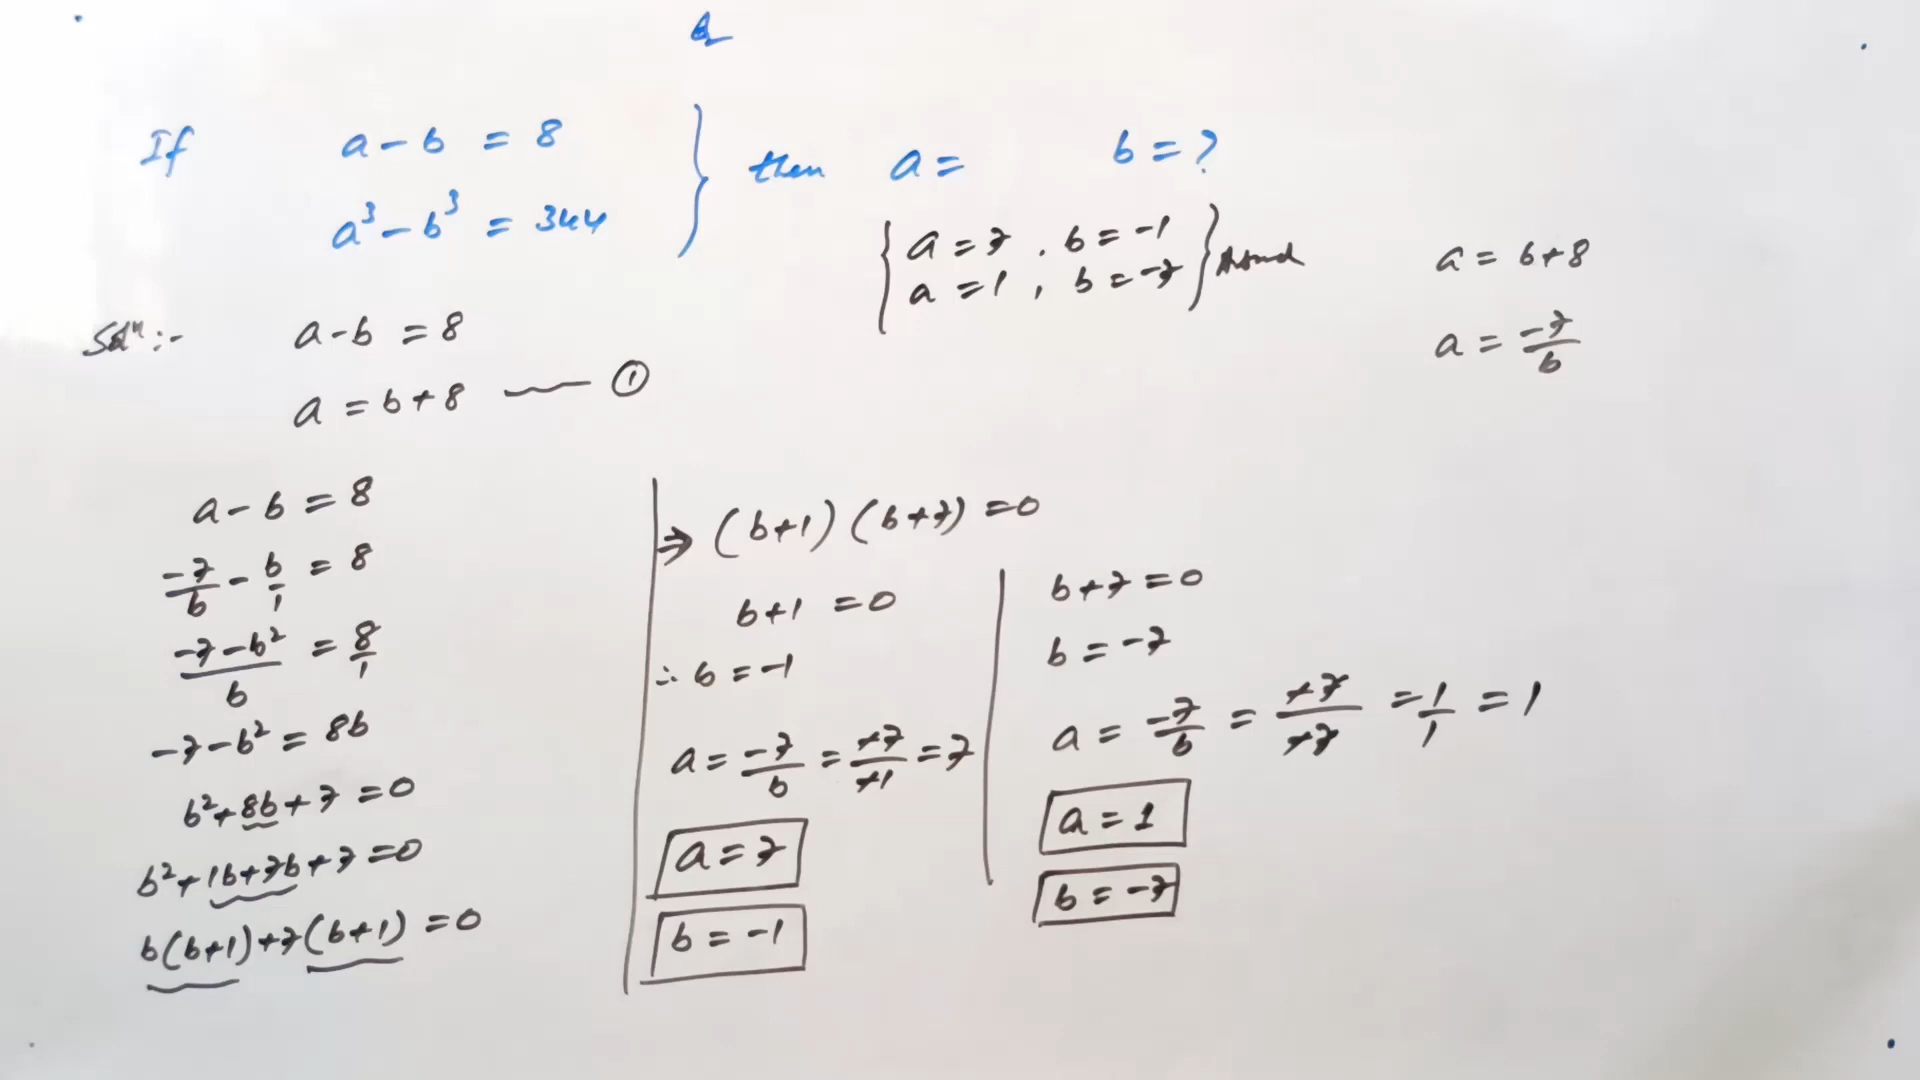 Q
If a - b = 8
a³ - b³ = 344 } then a = b = ?
{ a = 7 , b = -1
a = 1 , b = -7 }
a = b + 8
a = -7/b
Solⁿ :- a - b = 8
a = b + 8 —— ①
a - b = 8
-7/b - b/1 = 8
(-7 - b²)/b = 8/1
-7 - b² = 8b
b² + 8b + 7 = 0
b² + 1b + 7b + 7 = 0
b(b+1) + 7(b+1) = 0
⇒ (b+1) (b+7) = 0
b + 1 = 0
∴ b = -1
a = -7/b = -7/-1 = 7
a = 7
b = -1
b + 7 = 0
b = -7
a = -7/b = -7/-7 = 1/1 = 1
a = 1
b = -7